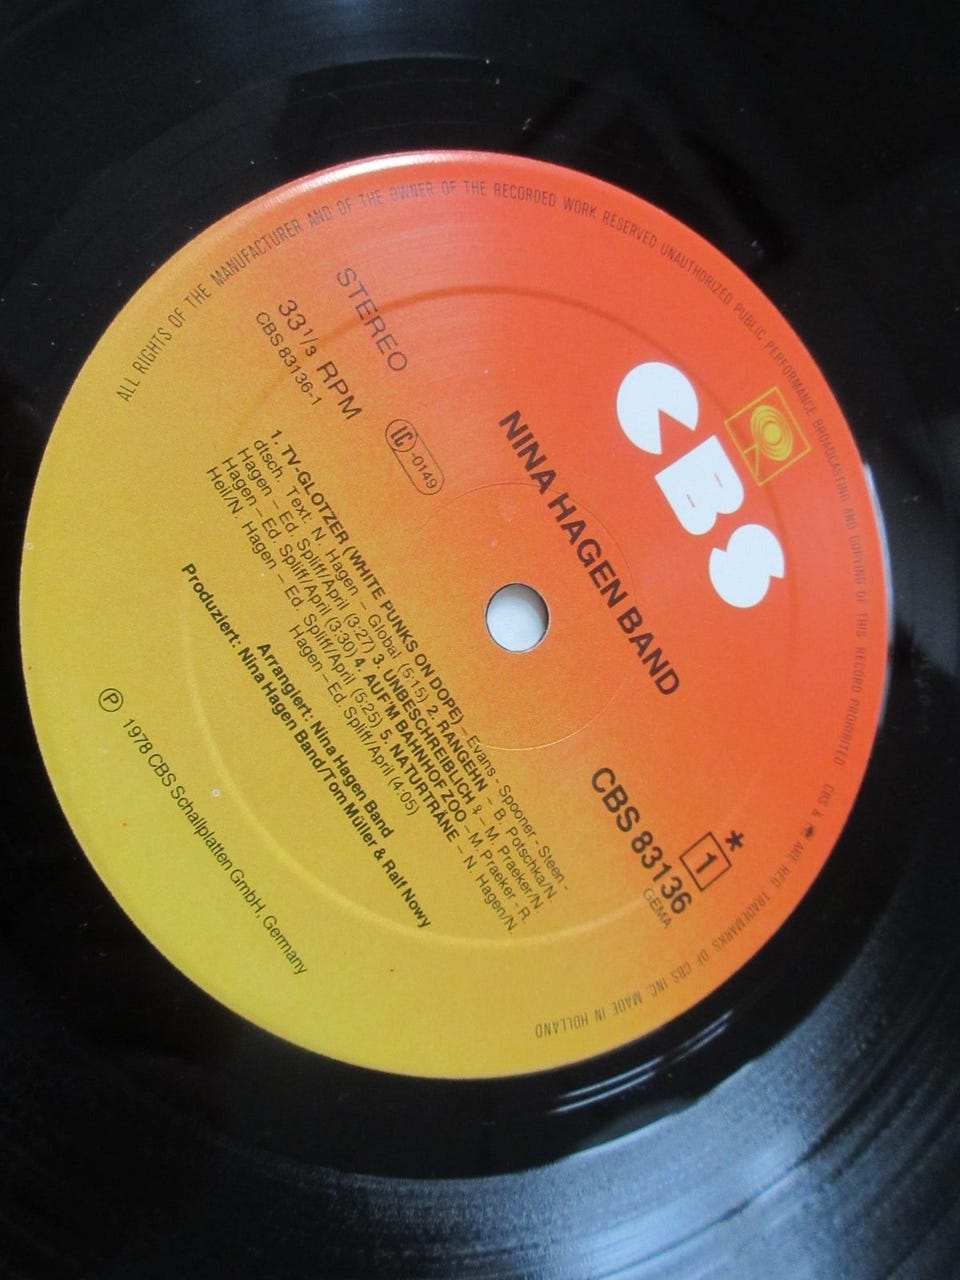 ALL RIGHTS OF THE MANUFACTURER AND OF THE OWNER OF THE RECORDED WORK RESERVED UNAUTHORIZED PUBLIC PERFORMANCE BROADCASTING AND COPYING OF THIS RECORD PROHIBITED
CBS
NINA HAGEN BAND
STEREO
33 1/3 RPM
CBS 83136-1
LC -0149
CBS 83136
*
1
GEMA
1. TV-GLOTZER (WHITE PUNKS ON DOPE) – Evans - Spooner - Steen -
dtsch. Text: N. Hagen – Global (5:15) 2. RANGEHN – B. Potschka/N.
Hagen – Ed. Spliff/April (3:27) 3. UNBESCHREIBLICH ♀ – M. Praeker/N.
Hagen – Ed. Spliff/April (3:30) 4. AUF'M BAHNHOF ZOO – M. Praeker - R.
Heil/N. Hagen – Ed. Spliff/April (5:25) 5. NATURTRÄNE – N. Hagen/N.
Hagen – Ed. Spliff/April (4:05)
Arrangiert: Nina Hagen Band
Produziert: Nina Hagen Band/Tom Müller & Ralf Nowy
Ⓟ 1978 CBS Schallplatten GmbH, Germany
CBS & ARE REG. TRADEMARKS OF CBS INC. MADE IN HOLLAND